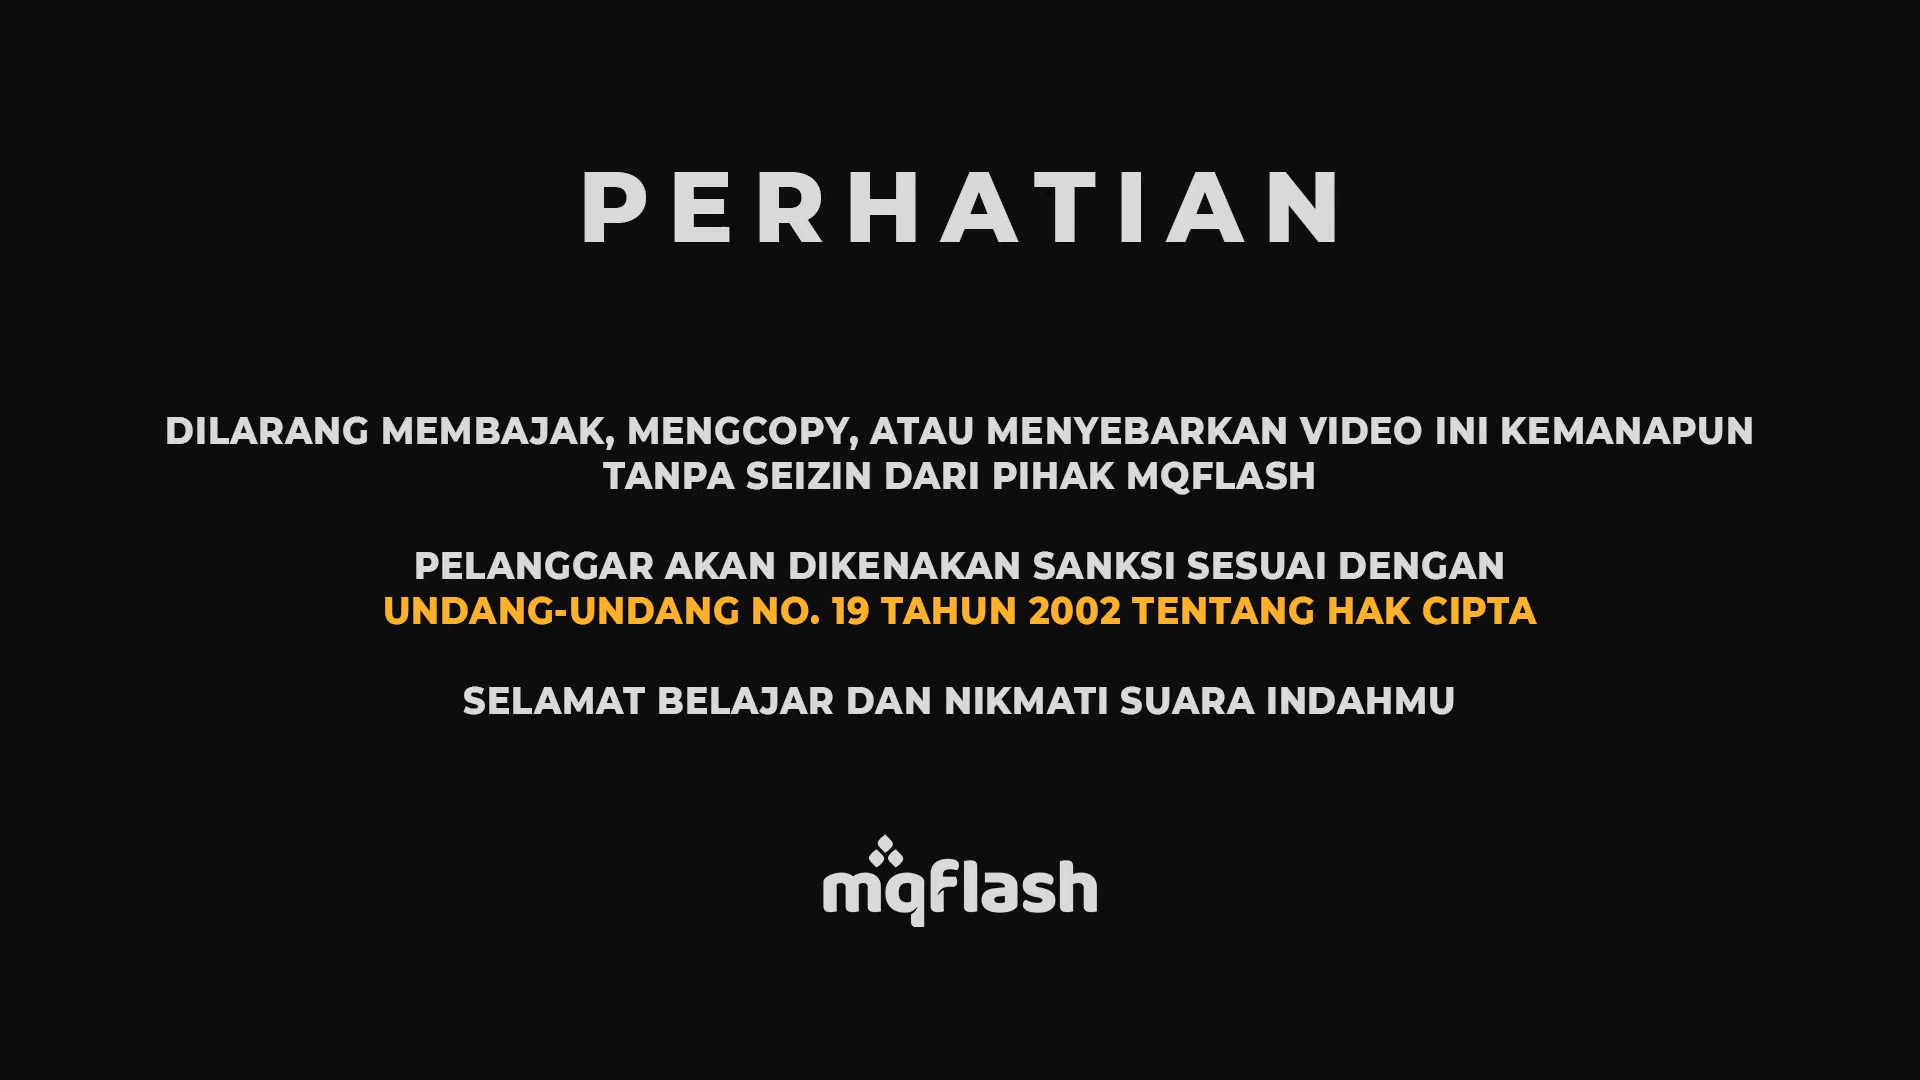 PERHATIAN
DILARANG MEMBAJAK, MENGCOPY, ATAU MENYEBARKAN VIDEO INI KEMANAPUN
TANPA SEIZIN DARI PIHAK MQFLASH
PELANGGAR AKAN DIKENAKAN SANKSI SESUAI DENGAN
UNDANG-UNDANG NO. 19 TAHUN 2002 TENTANG HAK CIPTA
SELAMAT BELAJAR DAN NIKMATI SUARA INDAHMU
mqflash